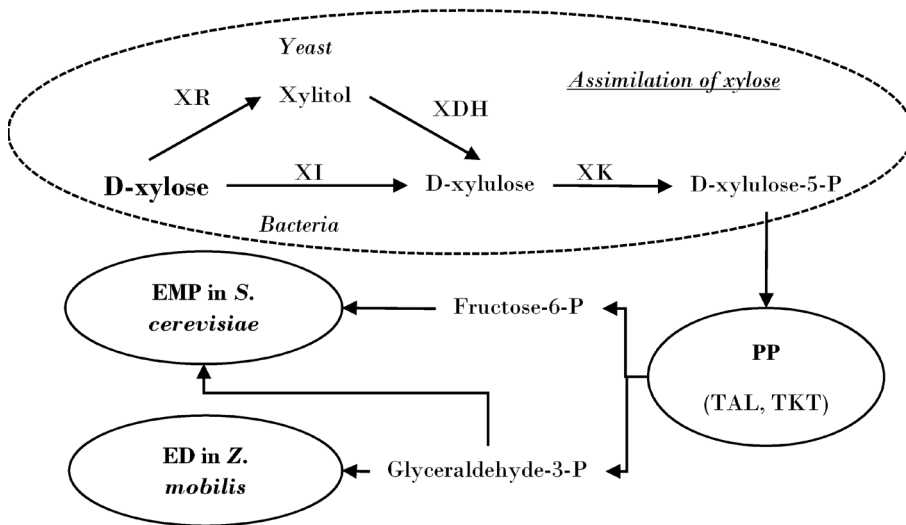 Yeast
Assimilation of xylose
XR
Xylitol
XDH
D-xylose
XI
D-xylulose
XK
D-xylulose-5-P
Bacteria
EMP in S.
cerevisiae
Fructose-6-P
PP
(TAL, TKT)
ED in Z.
mobilis
Glyceraldehyde-3-P